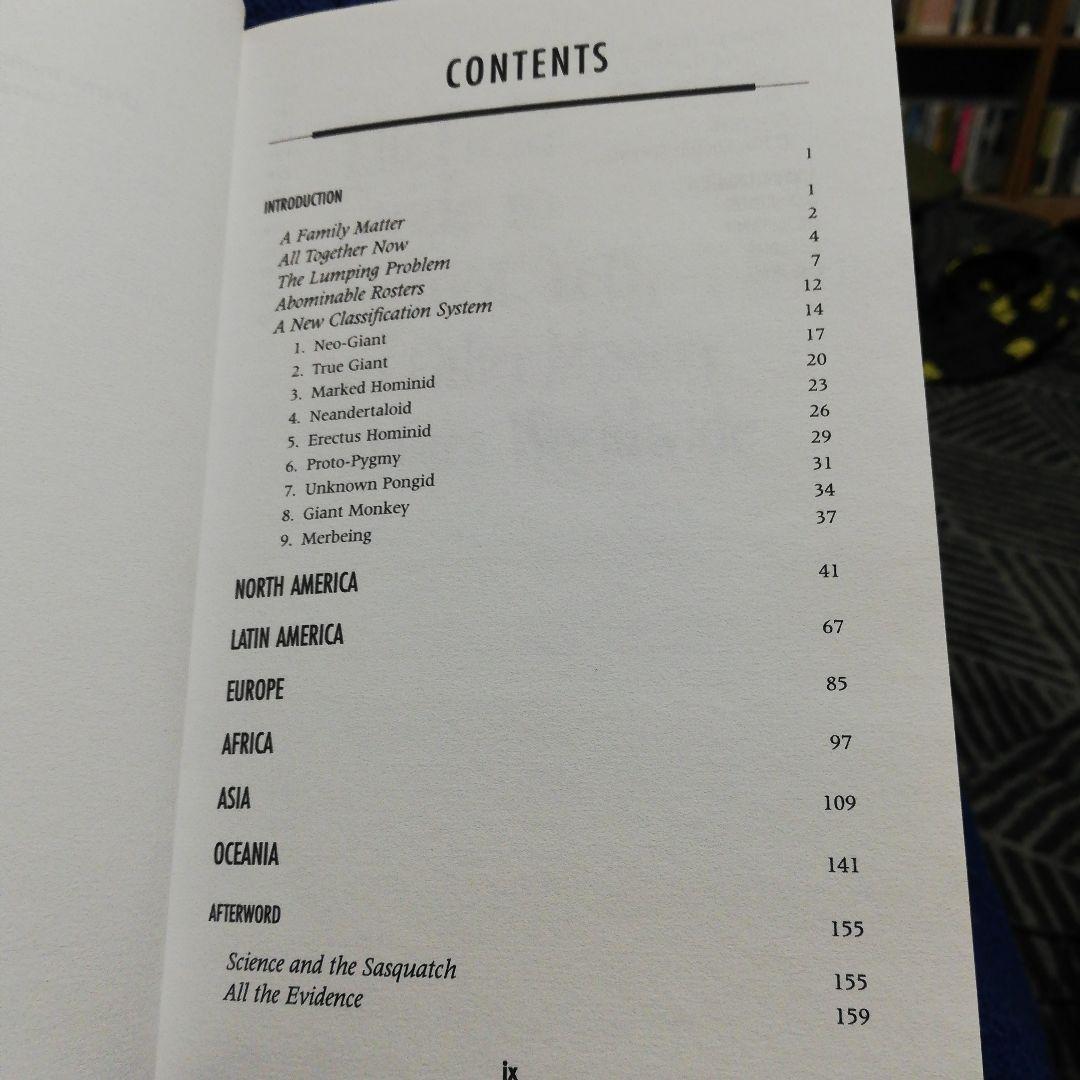 CONTENTS
INTRODUCTION 1
A Family Matter 1
All Together Now 2
The Lumping Problem 4
Abominable Rosters 7
A New Classification System 12
1. Neo-Giant 14
2. True Giant 17
3. Marked Hominid 20
4. Neandertaloid 23
5. Erectus Hominid 26
6. Proto-Pygmy 29
7. Unknown Pongid 31
8. Giant Monkey 34
9. Merbeing 37
NORTH AMERICA 41
LATIN AMERICA 67
EUROPE 85
AFRICA 97
ASIA 109
OCEANIA 141
AFTERWORD 155
Science and the Sasquatch 155
All the Evidence 159
ix